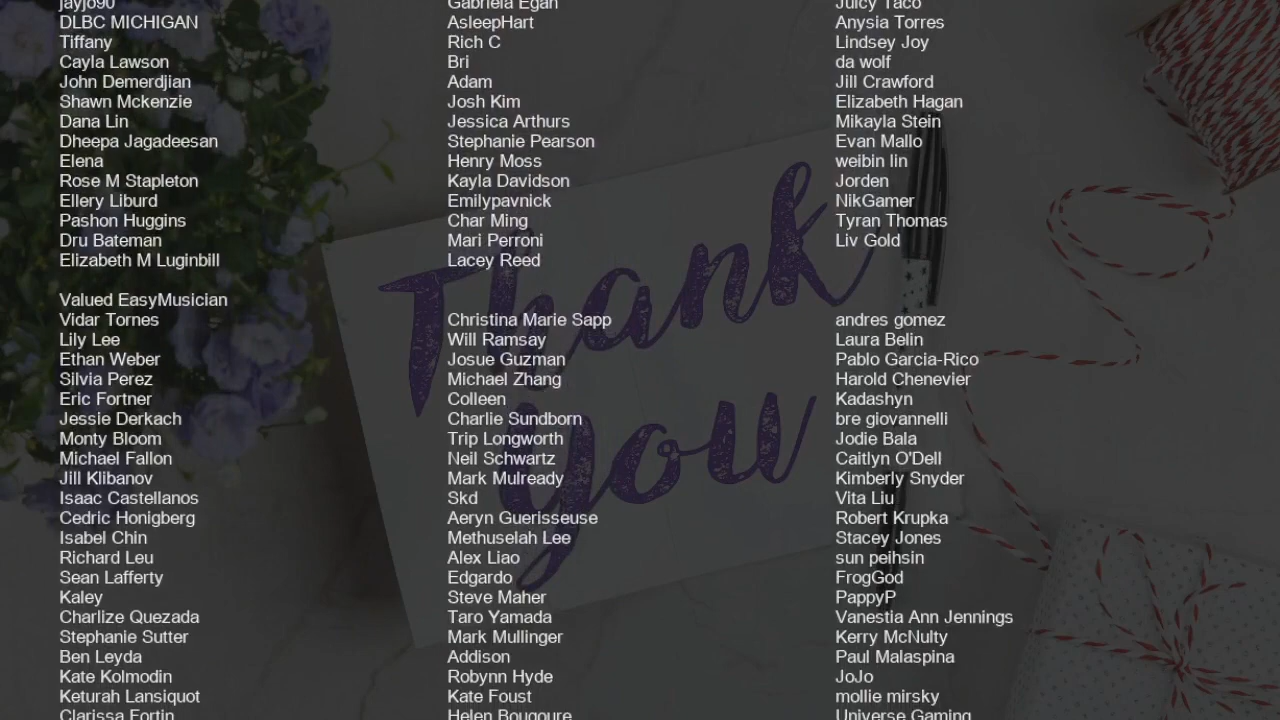 jayjo90
Gabriela Egan
Juicy Taco
DLBC MICHIGAN
AsleepHart
Anysia Torres
Tiffany
Rich C
Lindsey Joy
Cayla Lawson
Bri
da wolf
John Demerdjian
Adam
Jill Crawford
Shawn Mckenzie
Josh Kim
Elizabeth Hagan
Dana Lin
Jessica Arthurs
Mikayla Stein
Dheepa Jagadeesan
Stephanie Pearson
Evan Mallo
Elena
Henry Moss
weibin lin
Rose M Stapleton
Kayla Davidson
Jorden
Ellery Liburd
Emilypavnick
NikGamer
Pashon Huggins
Char Ming
Tyran Thomas
Dru Bateman
Mari Perroni
Liv Gold
Elizabeth M Luginbill
Lacey Reed
Valued EasyMusician
Vidar Tornes
Christina Marie Sapp
andres gomez
Lily Lee
Will Ramsay
Laura Belin
Ethan Weber
Josue Guzman
Pablo Garcia-Rico
Silvia Perez
Michael Zhang
Harold Chenevier
Eric Fortner
Colleen
Kadashyn
Jessie Derkach
Charlie Sundborn
bre giovannelli
Monty Bloom
Trip Longworth
Jodie Bala
Michael Fallon
Neil Schwartz
Caitlyn O'Dell
Jill Klibanov
Mark Mulready
Kimberly Snyder
Isaac Castellanos
Skd
Vita Liu
Cedric Honigberg
Aeryn Guerisseuse
Robert Krupka
Isabel Chin
Methuselah Lee
Stacey Jones
Richard Leu
Alex Liao
sun peihsin
Sean Lafferty
Edgardo
FrogGod
Kaley
Steve Maher
PappyP
Charlize Quezada
Taro Yamada
Vanestia Ann Jennings
Stephanie Sutter
Mark Mullinger
Kerry McNulty
Ben Leyda
Addison
Paul Malaspina
Kate Kolmodin
Robynn Hyde
JoJo
Keturah Lansiquot
Kate Foust
mollie mirsky
Clarissa Fortin
Helen Bougoure
Universe Gaming
Thank
you